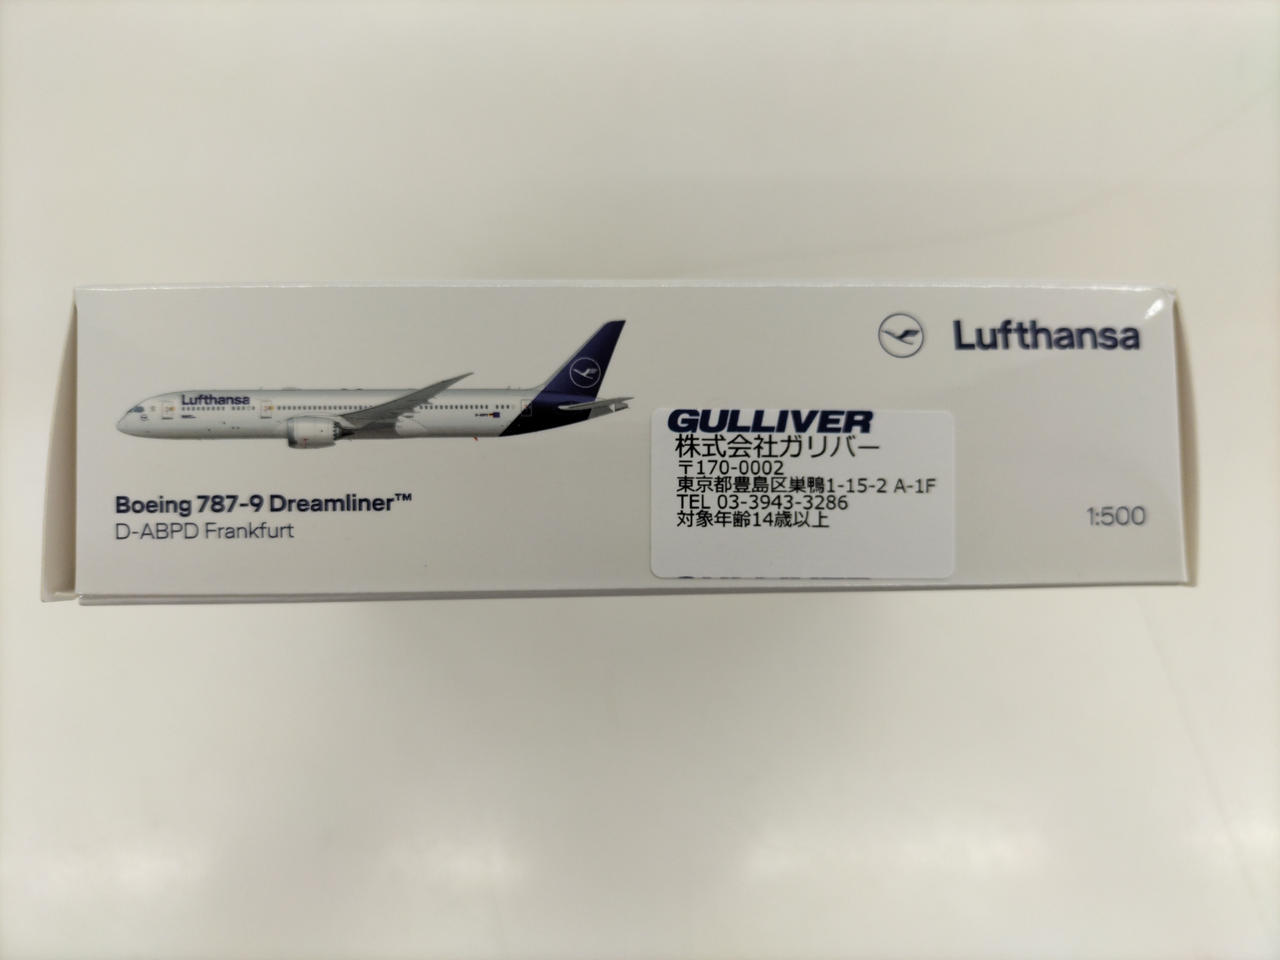 Lufthansa
Lufthansa
Boeing 787-9 Dreamliner™
D-ABPD Frankfurt
GULLIVER
株式会社ガリバー
〒170-0002
東京都豊島区巣鴨1-15-2 A-1F
TEL 03-3943-3286
対象年齢14歳以上
1:500